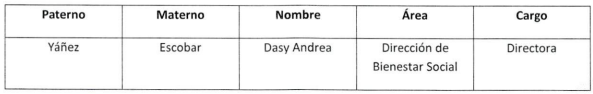 Paterno Materno Nombre Área Cargo
Yáñez Escobar Dasy Andrea Dirección de Directora
Bienestar Social